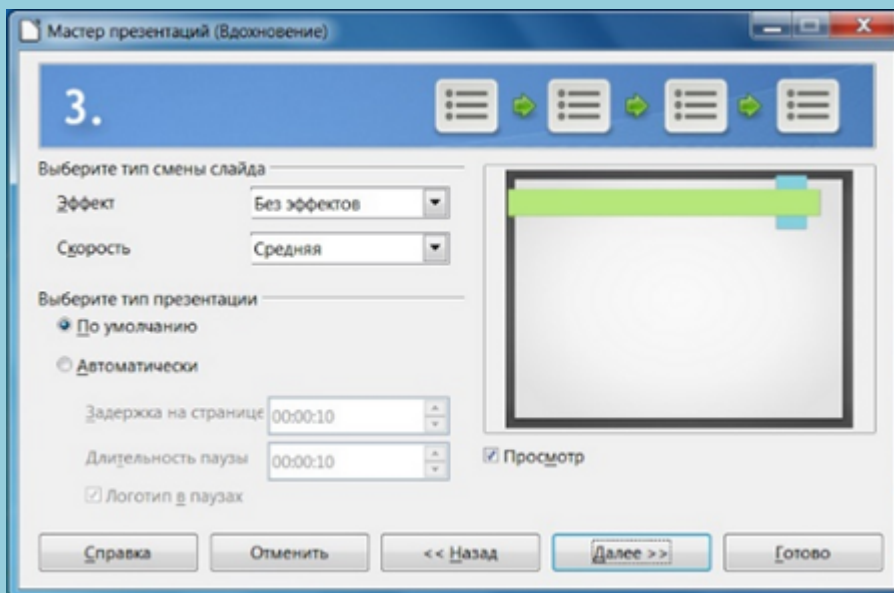 Мастер презентаций (Вдохновение)
3.
Выберите тип смены слайда
Эффект Без эффектов
Скорость Средняя
Выберите тип презентации
По умолчанию
Автоматически
Задержка на странице 00:00:10
Длительность паузы 00:00:10
Логотип в паузах
Просмотр
Справка Отменить << Назад Далее >> Готово